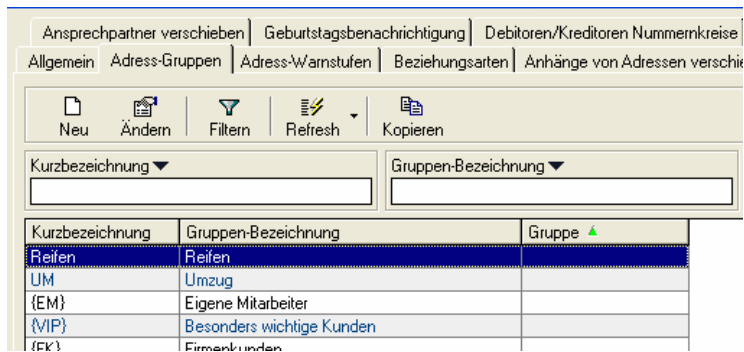 Ansprechpartner verschieben Geburtstagsbenachrichtigung Debitoren/Kreditoren Nummernkreise
Allgemein Adress-Gruppen Adress-Warnstufen Beziehungsarten Anhänge von Adressen verschie
Neu Ändern Filtern Refresh Kopieren
Kurzbezeichnung Gruppen-Bezeichnung
Kurzbezeichnung Gruppen-Bezeichnung Gruppe
Reifen Reifen
UM Umzug
{EM} Eigene Mitarbeiter
{VIP} Besonders wichtige Kunden
{FK} Firmenkunden